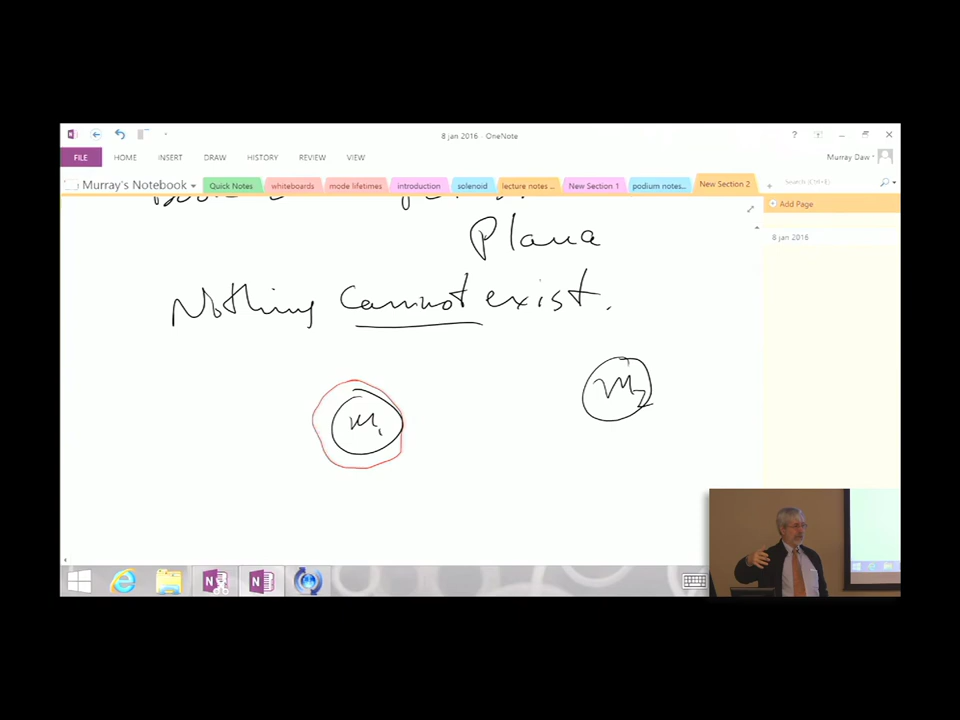 8 jan 2016 - OneNote
?
FILE HOME INSERT DRAW HISTORY REVIEW VIEW
Murray Daw
Murray's Notebook Quick Notes whiteboards mode lifetimes introduction solenoid lecture notes ... New Section 1 podium notes... New Section 2 + Search (Ctrl+E)
Add Page
8 jan 2016
Plana
Nothing cannot exist.
m₁ m₂